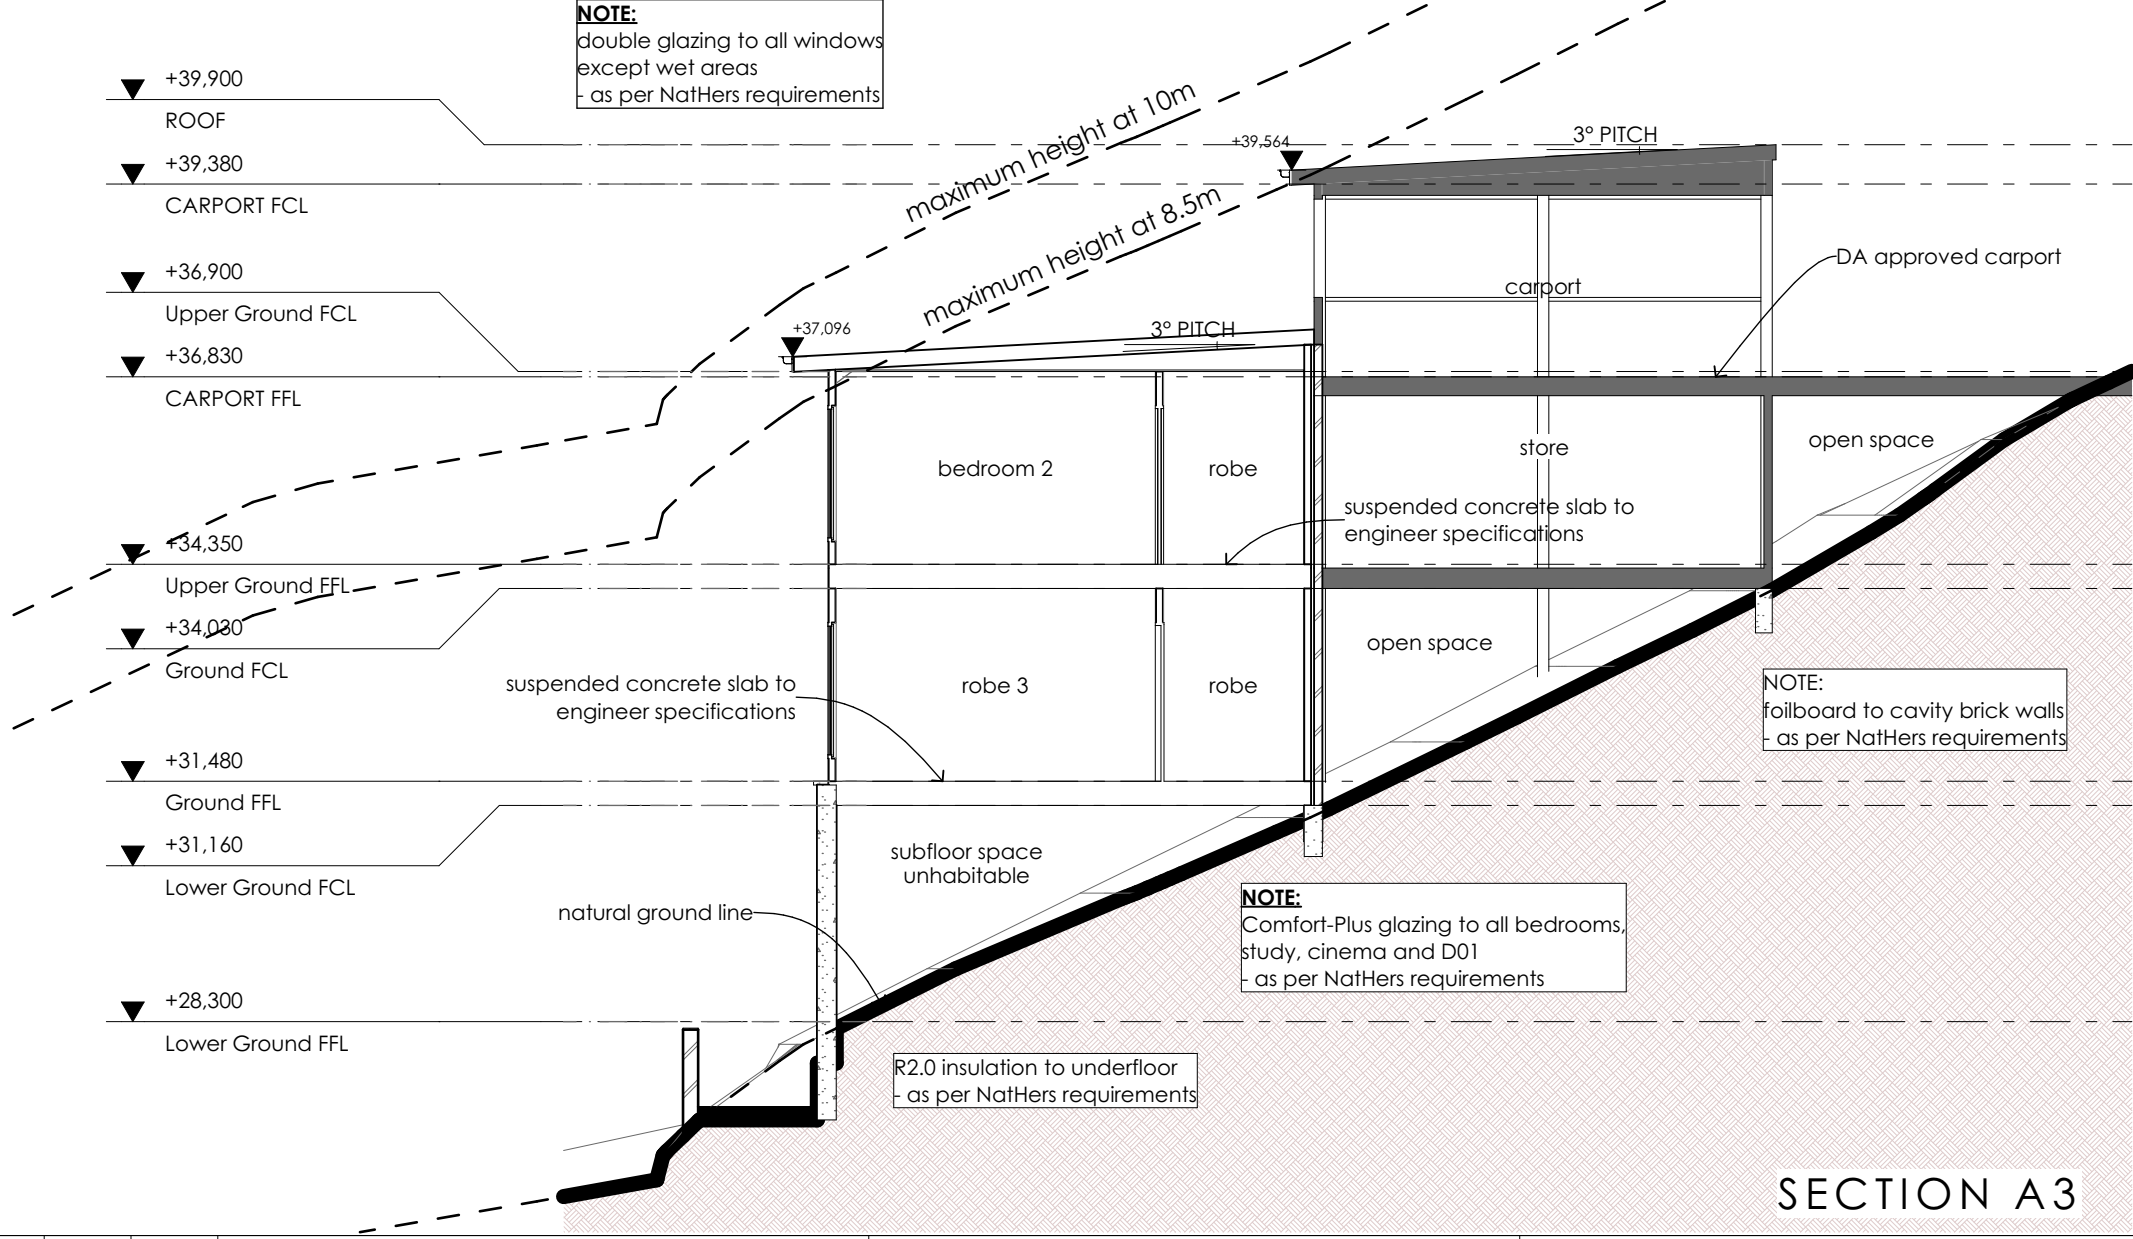 NOTE:
double glazing to all windows
except wet areas
- as per NatHers requirements
+39,900
ROOF
+39,380
CARPORT FCL
+36,900
Upper Ground FCL
+36,830
CARPORT FFL
+34,350
Upper Ground FFL
+34,030
Ground FCL
+31,480
Ground FFL
+31,160
Lower Ground FCL
+28,300
Lower Ground FFL
maximum height at 10m
maximum height at 8.5m
+39,564
3° PITCH
+37,096
3° PITCH
carport
DA approved carport
bedroom 2
robe
store
open space
suspended concrete slab to
engineer specifications
robe 3
robe
open space
suspended concrete slab to
engineer specifications
NOTE:
foilboard to cavity brick walls
- as per NatHers requirements
subfloor space
unhabitable
natural ground line
NOTE:
Comfort-Plus glazing to all bedrooms,
study, cinema and D01
- as per NatHers requirements
R2.0 insulation to underfloor
- as per NatHers requirements
SECTION A3